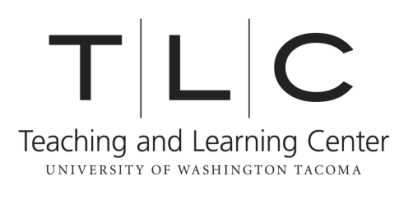 T|L|C
Teaching and Learning Center
UNIVERSITY OF WASHINGTON TACOMA